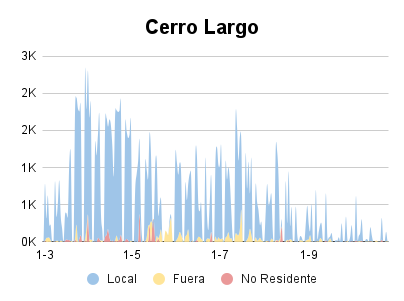 Cerro Largo
3K
2K
2K
1K
1K
0K
1-3 1-5 1-7 1-9
Local Fuera No Residente